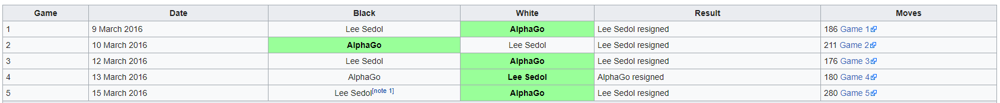 Game Date Black White Result Moves
1 9 March 2016 Lee Sedol AlphaGo Lee Sedol resigned 186 Game 1
2 10 March 2016 AlphaGo Lee Sedol Lee Sedol resigned 211 Game 2
3 12 March 2016 Lee Sedol AlphaGo Lee Sedol resigned 176 Game 3
4 13 March 2016 AlphaGo Lee Sedol AlphaGo resigned 180 Game 4
5 15 March 2016 Lee Sedol[note 1] AlphaGo Lee Sedol resigned 280 Game 5